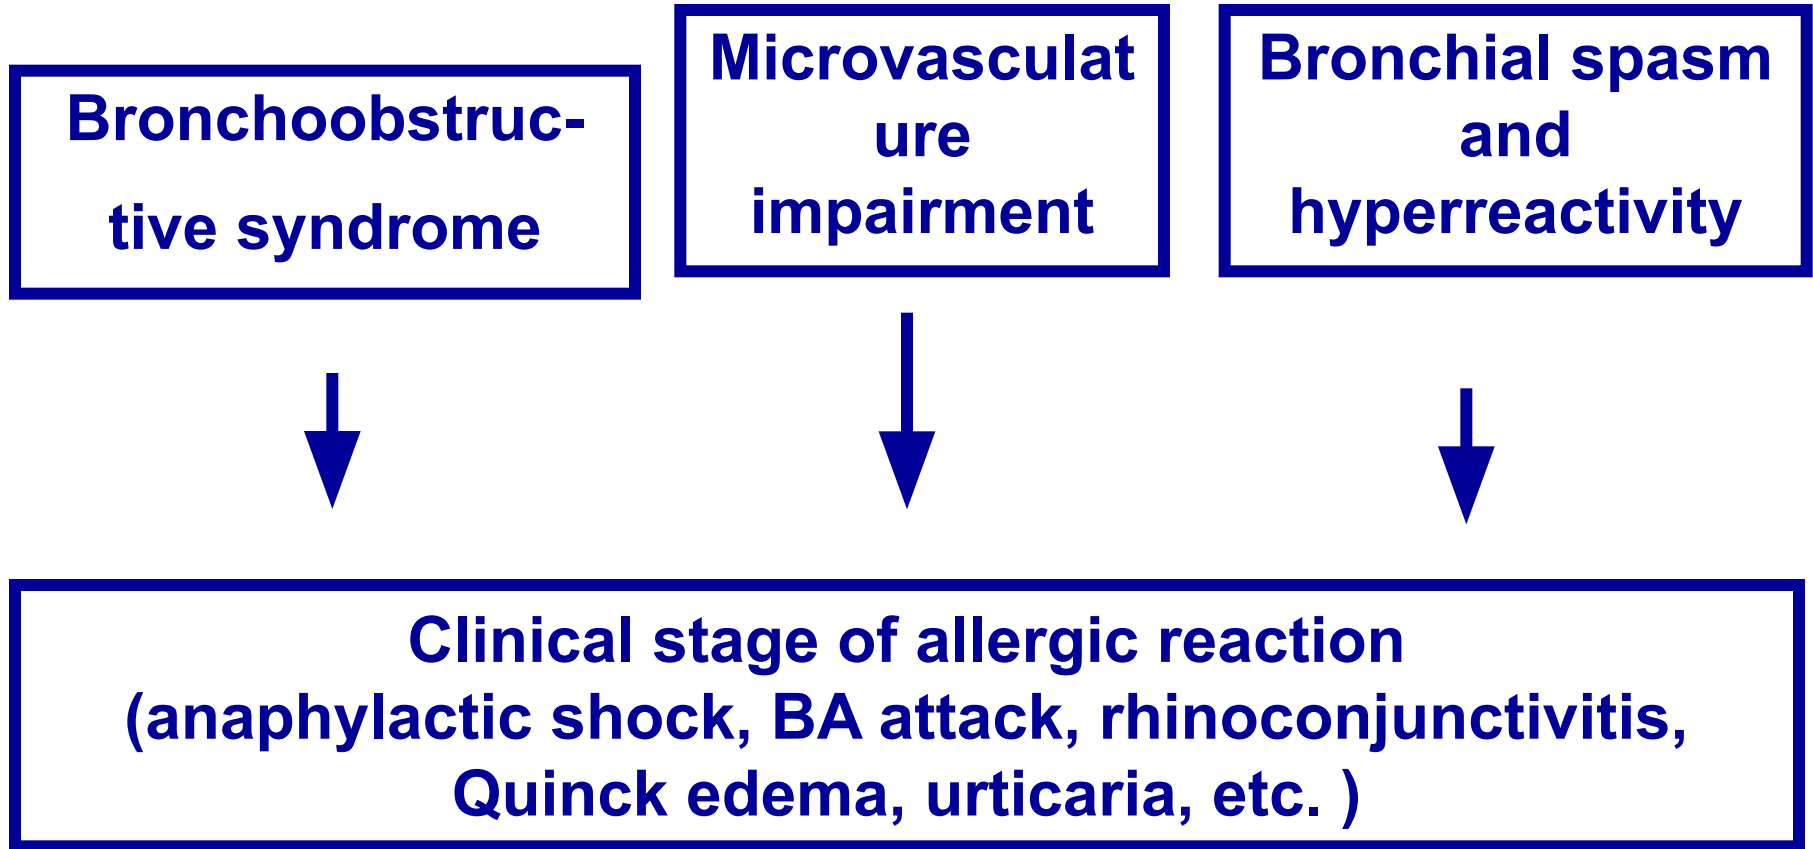 Bronchoobstruc-
tive syndrome
Microvasculat
ure
impairment
Bronchial spasm
and
hyperreactivity
Clinical stage of allergic reaction
(anaphylactic shock, BA attack, rhinoconjunctivitis,
Quinck edema, urticaria, etc. )